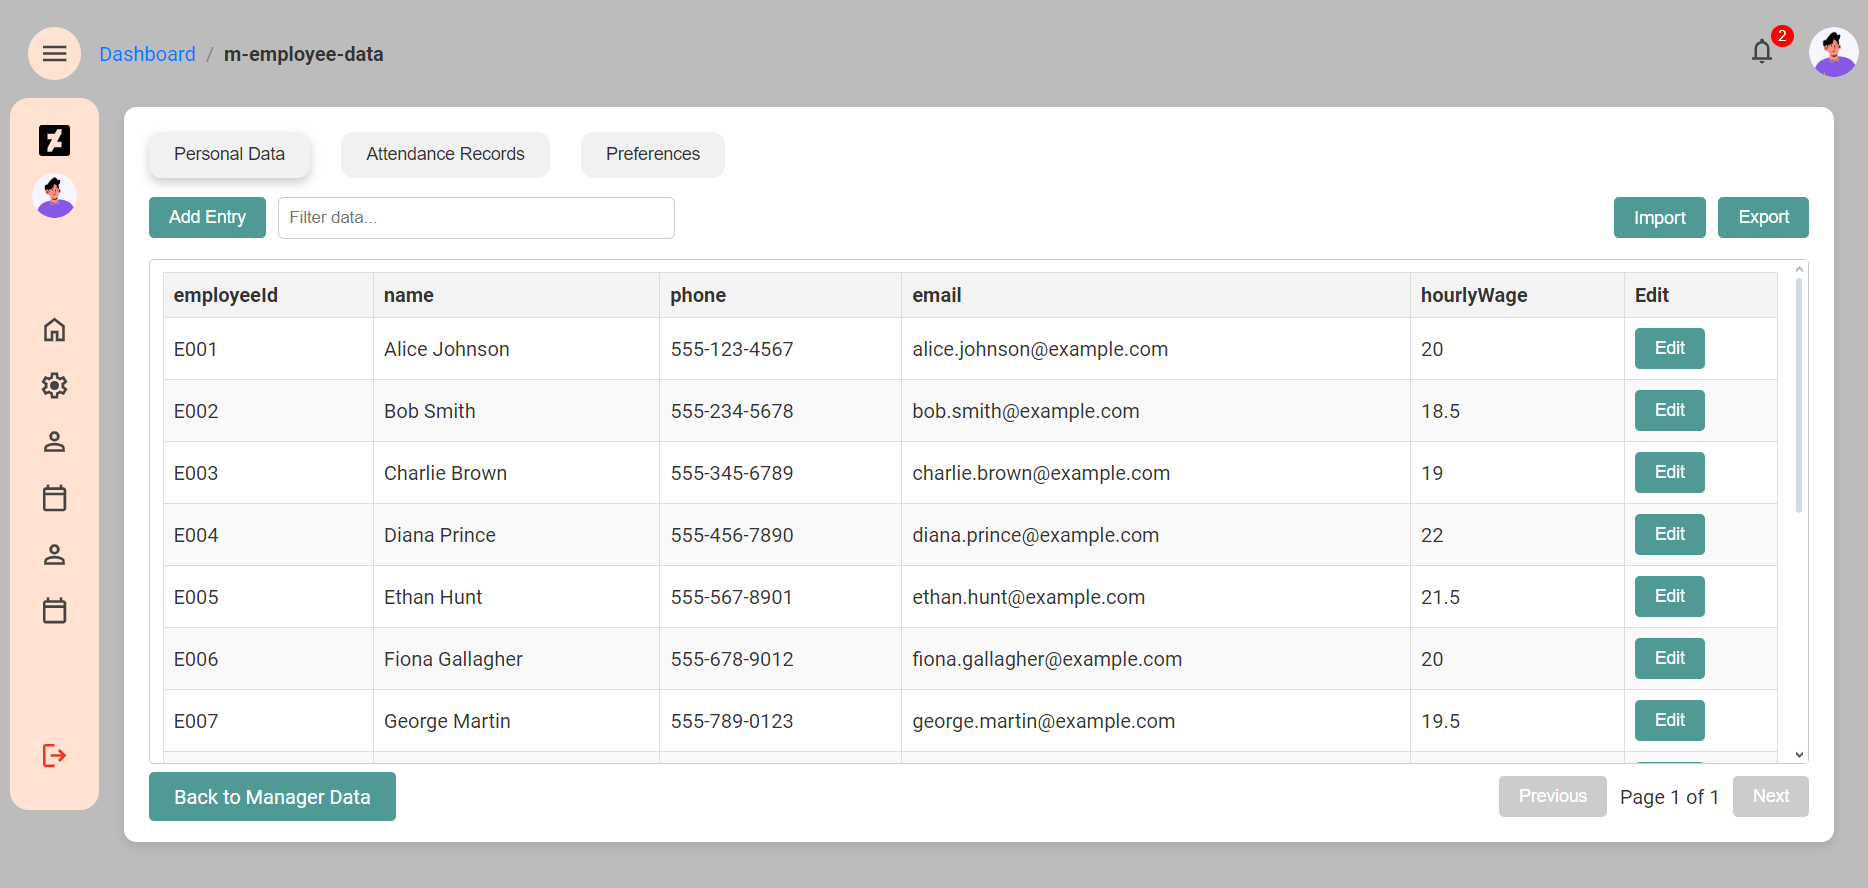 Dashboard / m-employee-data
2
Personal Data Attendance Records Preferences
Add Entry Filter data... Import Export
employeeId name phone email hourlyWage Edit
E001 Alice Johnson 555-123-4567 alice.johnson@example.com 20 Edit
E002 Bob Smith 555-234-5678 bob.smith@example.com 18.5 Edit
E003 Charlie Brown 555-345-6789 charlie.brown@example.com 19 Edit
E004 Diana Prince 555-456-7890 diana.prince@example.com 22 Edit
E005 Ethan Hunt 555-567-8901 ethan.hunt@example.com 21.5 Edit
E006 Fiona Gallagher 555-678-9012 fiona.gallagher@example.com 20 Edit
E007 George Martin 555-789-0123 george.martin@example.com 19.5 Edit
Back to Manager Data Previous Page 1 of 1 Next